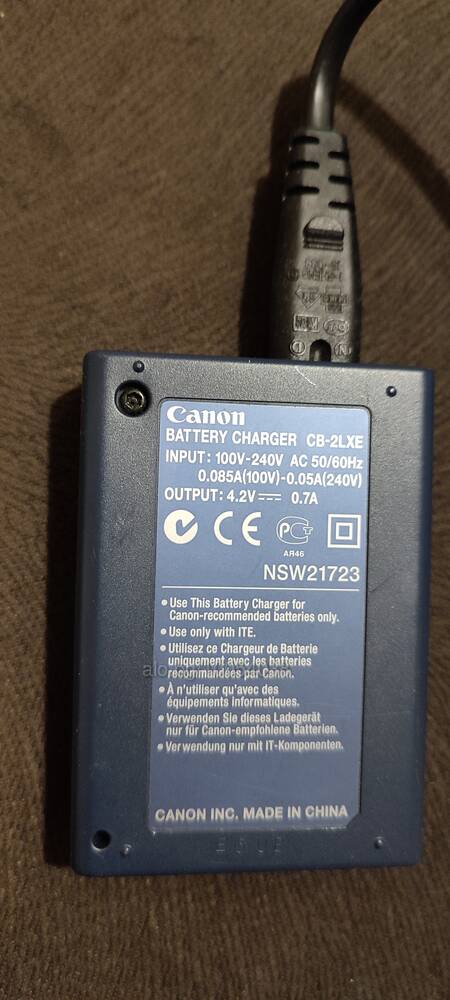 Canon
BATTERY CHARGER CB-2LXE
INPUT: 100V-240V AC 50/60Hz
0.085A(100V)-0.05A(240V)
OUTPUT: 4.2V⎓ 0.7A
CE PC
АЯ46
NSW21723
• Use This Battery Charger for
Canon-recommended batteries only.
• Use only with ITE.
• Utilisez ce Chargeur de Batterie
uniquement avec les batteries
recommandées par Canon.
• À n'utiliser qu'avec des
équipements informatiques.
• Verwenden Sie dieses Ladegerät
nur für Canon-empfohlene Batterien.
• Verwendung nur mit IT-Komponenten.
CANON INC. MADE IN CHINA